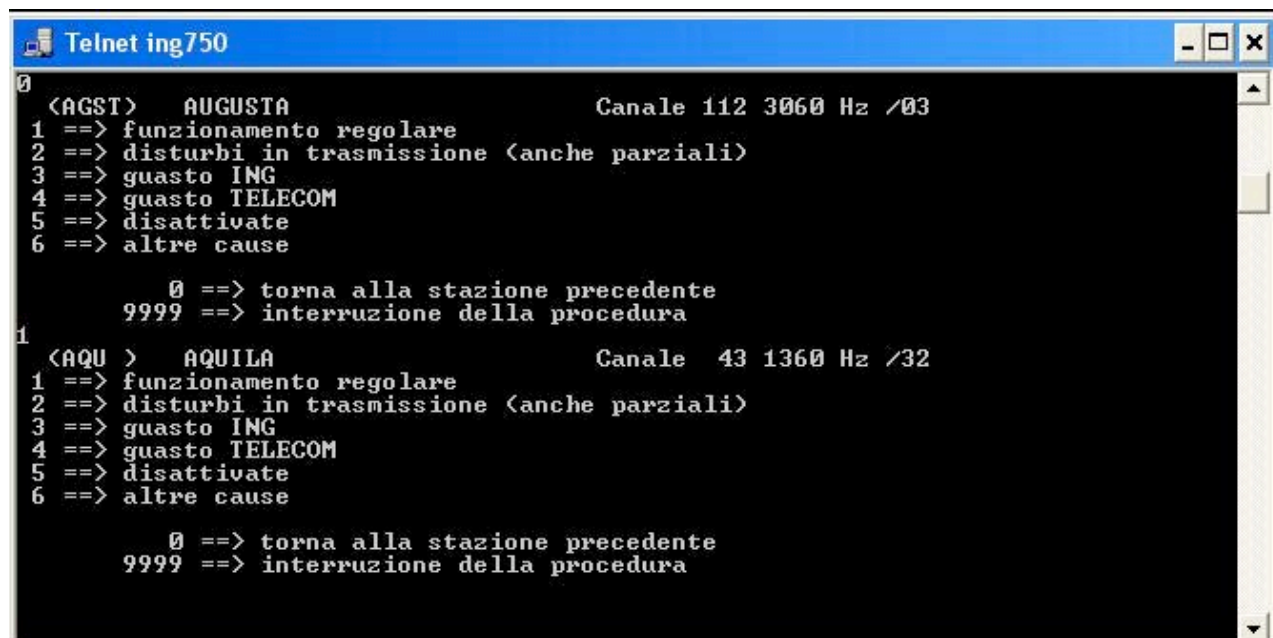 Telnet ing750
0
(AGST) AUGUSTA Canale 112 3060 Hz /03
1 ==> funzionamento regolare
2 ==> disturbi in trasmissione (anche parziali)
3 ==> guasto ING
4 ==> guasto TELECOM
5 ==> disattivate
6 ==> altre cause
0 ==> torna alla stazione precedente
9999 ==> interruzione della procedura
1
(AQU ) AQUILA Canale 43 1360 Hz /32
1 ==> funzionamento regolare
2 ==> disturbi in trasmissione (anche parziali)
3 ==> guasto ING
4 ==> guasto TELECOM
5 ==> disattivate
6 ==> altre cause
0 ==> torna alla stazione precedente
9999 ==> interruzione della procedura